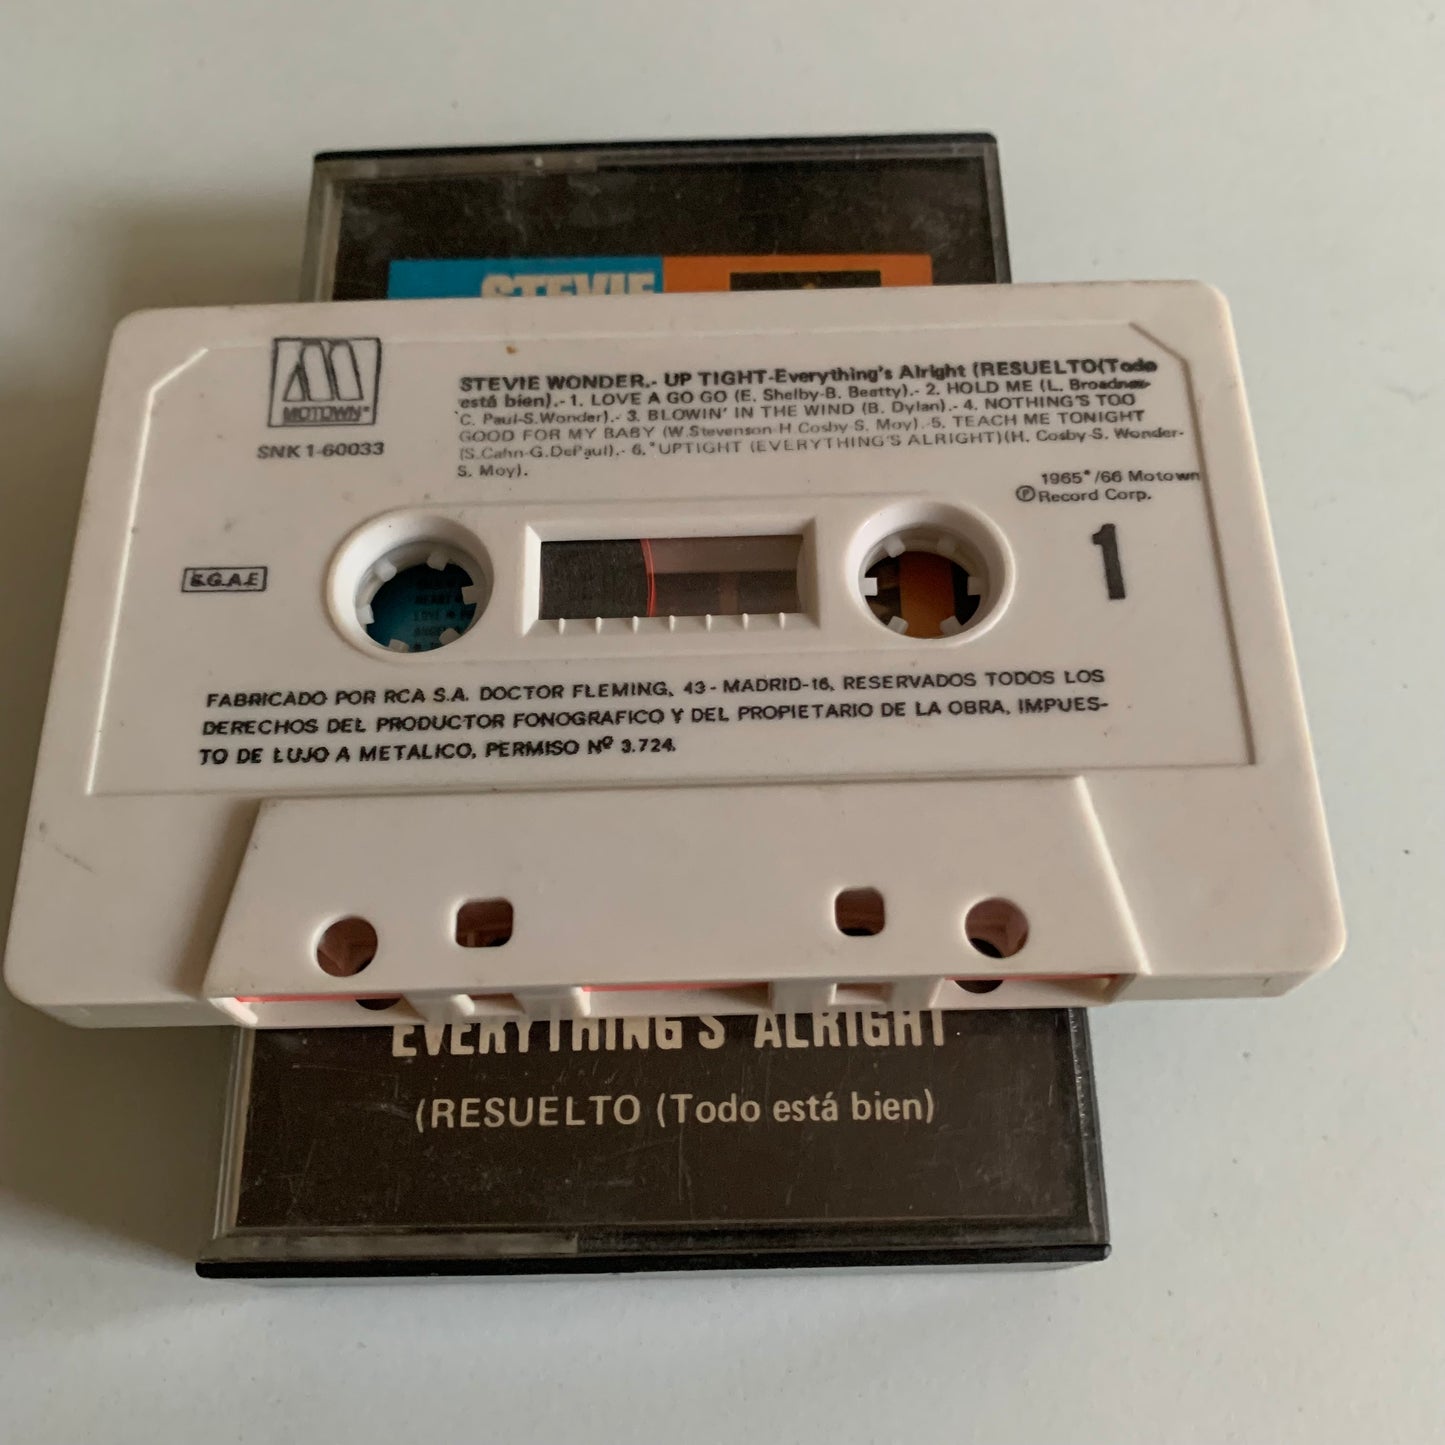 STEVIE
MOTOWN
SNK 1-60033
STEVIE WONDER.- UP TIGHT-Everything's Alright (RESUELTO(Todo
está bien).- 1. LOVE A GO GO (E. Shelby-B. Beatty).- 2. HOLD ME (L. Broadnax-
C. Paul-S.Wonder).- 3. BLOWIN' IN THE WIND (B. Dylan).- 4. NOTHING'S TOO
GOOD FOR MY BABY (W.Stevenson-H Cosby-S. Moy).-5. TEACH ME TONIGHT
(S.Cahn-G.DePaul).- 6.*UPTIGHT (EVERYTHING'S ALRIGHT)(H. Cosby-S. Wonder-
S. Moy).
1965*/66 Motown
Ⓟ Record Corp.
1
S.G.A.E
FABRICADO POR RCA S.A. DOCTOR FLEMING, 43 - MADRID-16, RESERVADOS TODOS LOS
DERECHOS DEL PRODUCTOR FONOGRAFICO Y DEL PROPIETARIO DE LA OBRA, IMPUES-
TO DE LUJO A METALICO, PERMISO Nº 3.724.
EVERYTHING'S ALRIGHT
(RESUELTO (Todo está bien)